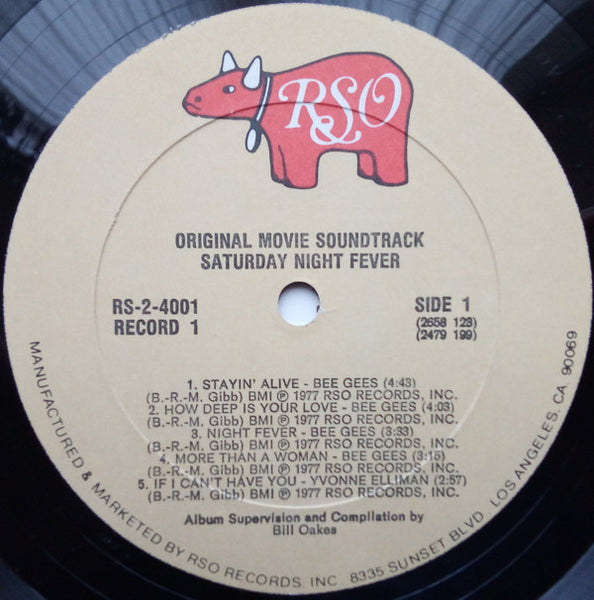 RSO
ORIGINAL MOVIE SOUNDTRACK
SATURDAY NIGHT FEVER
RS-2-4001
RECORD 1
SIDE 1
(2658 123)
(2479 199)
1. STAYIN' ALIVE - BEE GEES (4:43)
(B.-R.-M. Gibb) BMI ℗ 1977 RSO RECORDS, INC.
2. HOW DEEP IS YOUR LOVE - BEE GEES (4:03)
(B.-R.-M. Gibb) BMI ℗ 1977 RSO RECORDS, INC.
3. NIGHT FEVER - BEE GEES (3:33)
(B.-R.-M. Gibb) BMI ℗ 1977 RSO RECORDS, INC.
4. MORE THAN A WOMAN - BEE GEES (3:15)
(B.-R.-M. Gibb) BMI ℗ 1977 RSO RECORDS, INC.
5. IF I CAN'T HAVE YOU - YVONNE ELLIMAN (2:57)
(B.-R.-M. Gibb) BMI ℗ 1977 RSO RECORDS, INC.
Album Supervision and Compilation by
Bill Oakes
MANUFACTURED & MARKETED BY RSO RECORDS, INC. 8335 SUNSET BLVD. LOS ANGELES, CA. 90069